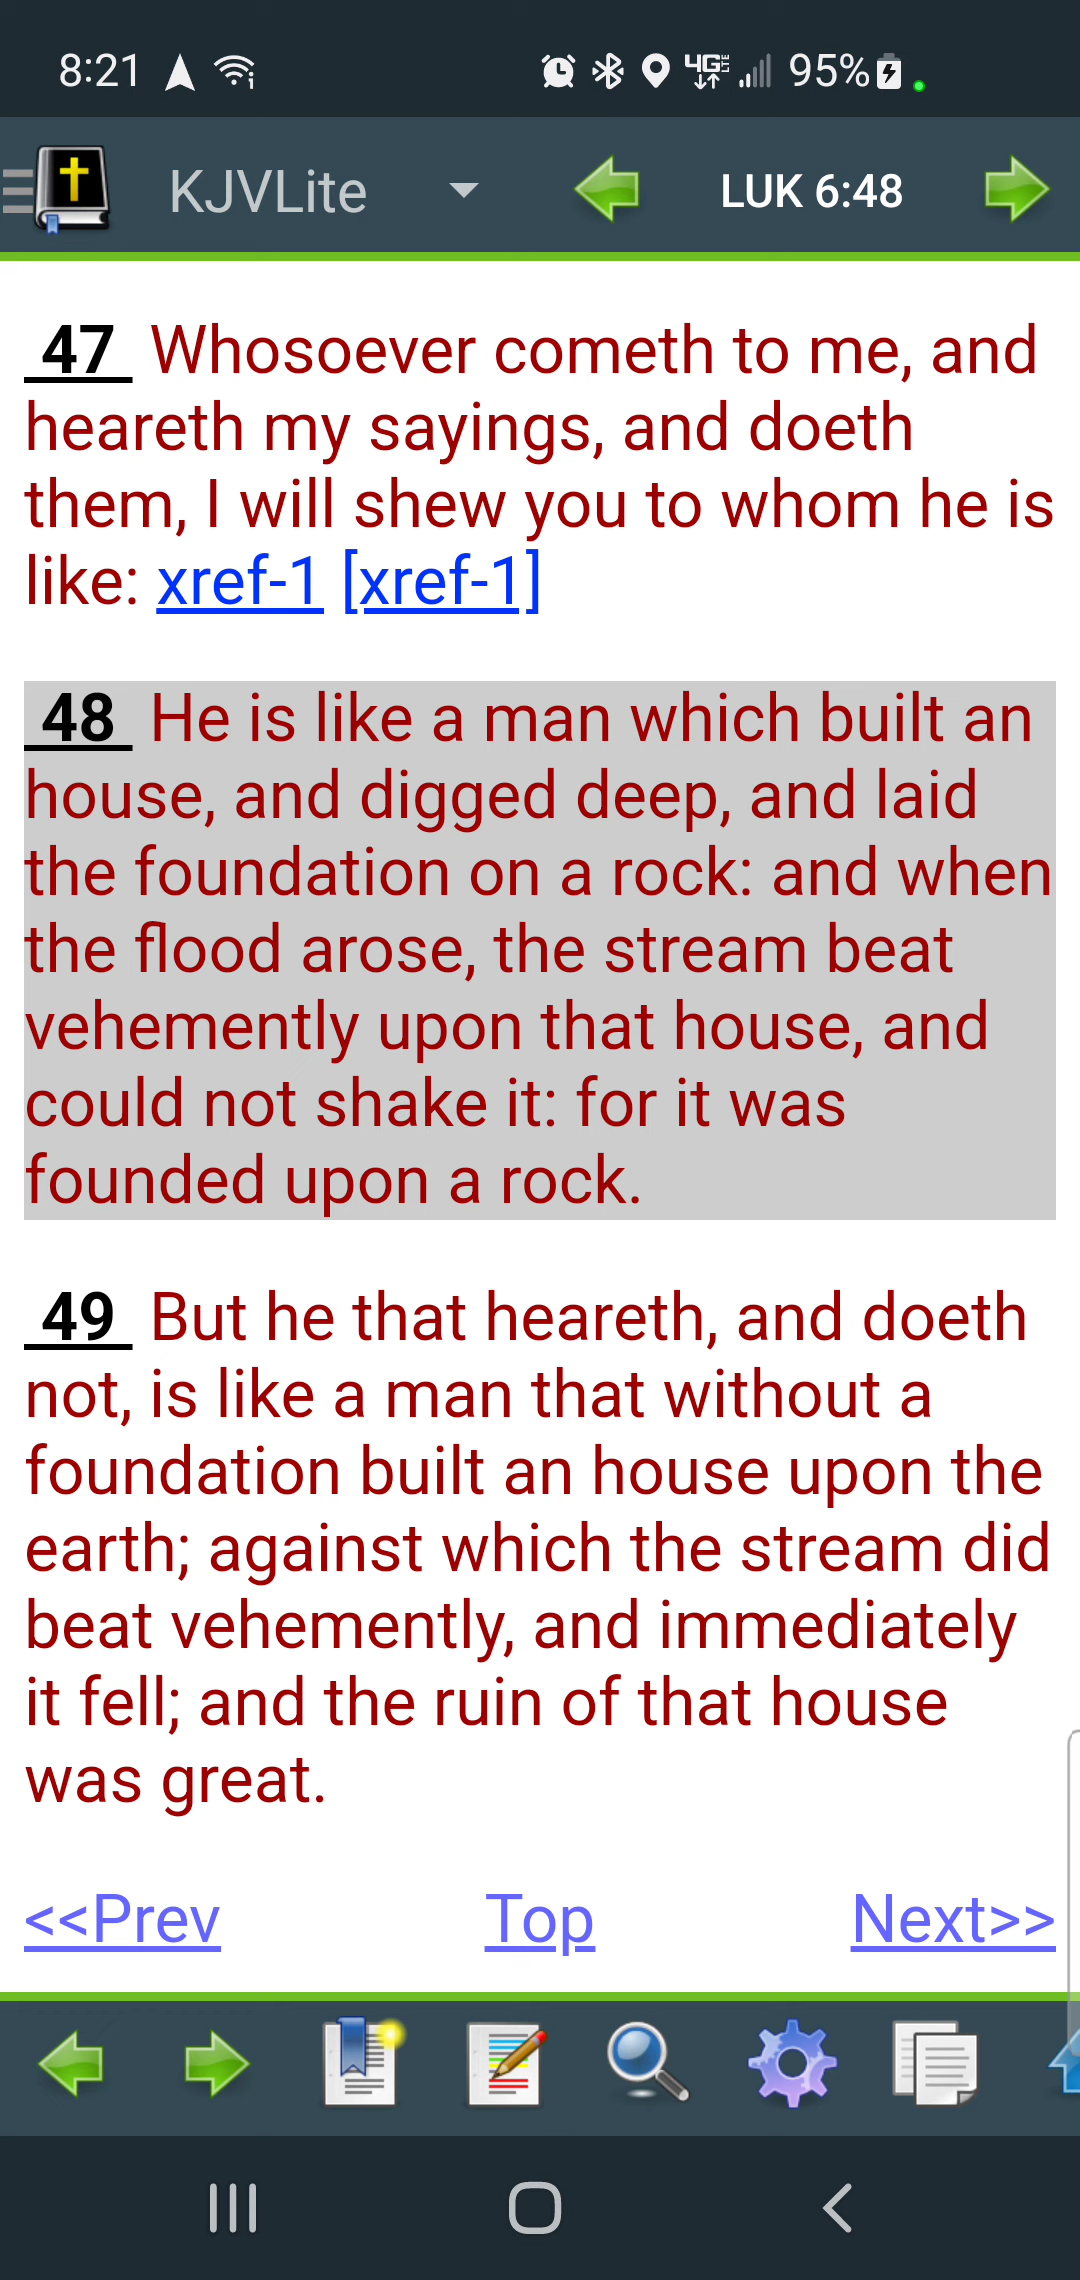 8:21 4G LTE 95%
KJVLite LUK 6:48
47 Whosoever cometh to me, and
heareth my sayings, and doeth
them, I will shew you to whom he is
like: xref-1 [xref-1]
48 He is like a man which built an
house, and digged deep, and laid
the foundation on a rock: and when
the flood arose, the stream beat
vehemently upon that house, and
could not shake it: for it was
founded upon a rock.
49 But he that heareth, and doeth
not, is like a man that without a
foundation built an house upon the
earth; against which the stream did
beat vehemently, and immediately
it fell; and the ruin of that house
was great.
<<Prev Top Next>>